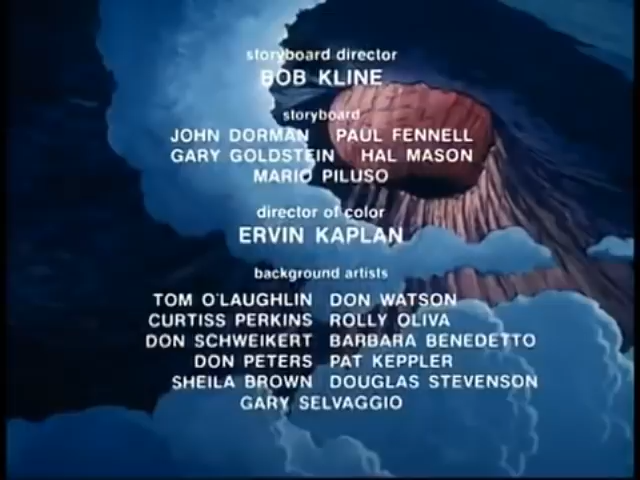 storyboard director
BOB KLINE
storyboard
JOHN DORMAN PAUL FENNELL
GARY GOLDSTEIN HAL MASON
MARIO PILUSO
director of color
ERVIN KAPLAN
background artists
TOM O'LAUGHLIN DON WATSON
CURTISS PERKINS ROLLY OLIVA
DON SCHWEIKERT BARBARA BENEDETTO
DON PETERS PAT KEPPLER
SHEILA BROWN DOUGLAS STEVENSON
GARY SELVAGGIO